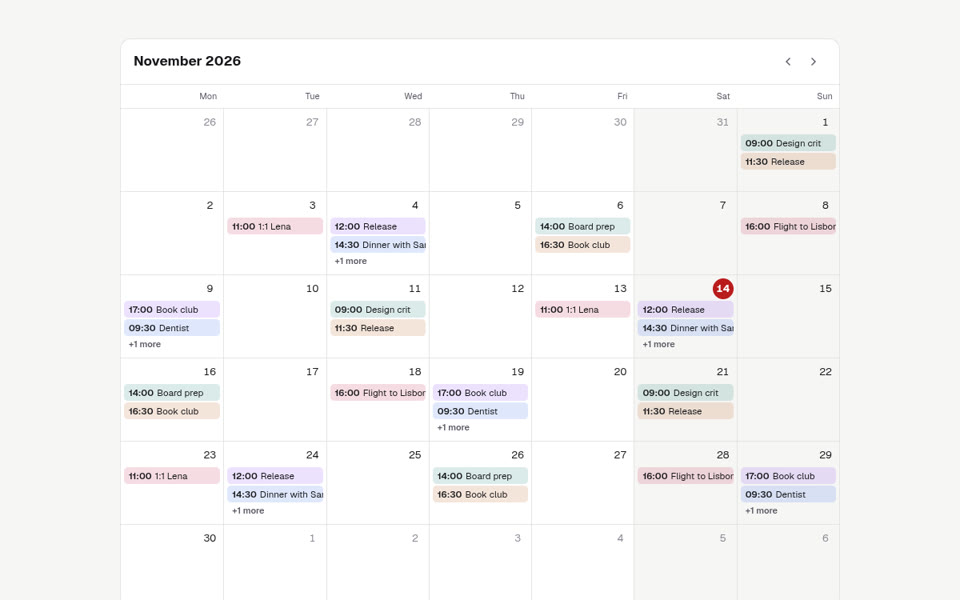 November 2026
Mon Tue Wed Thu Fri Sat Sun
26 27 28 29 30 31 1
09:00 Design crit
11:30 Release
2 3 4 5 6 7 8
11:00 1:1 Lena
12:00 Release
14:30 Dinner with
+1 more
14:00 Board prep
16:30 Book club
16:00 Flight to
9 10 11 12 13 14 15
17:00 Book club
09:30 Dentist
+1 more
09:00 Design crit
11:30 Release
11:00 1:1 Lena
12:00 Release
14:30 Dinner with
+1 more
16 17 18 19 20 21 22
14:00 Board prep
16:30 Book club
16:00 Flight to
17:00 Book club
09:30 Dentist
+1 more
09:00 Design crit
11:30 Release
23 24 25 26 27 28 29
11:00 1:1 Lena
12:00 Release
14:30 Dinner with
+1 more
14:00 Board prep
16:30 Book club
16:00 Flight to
17:00 Book club
09:30 Dentist
+1 more
30 1 2 3 4 5 6